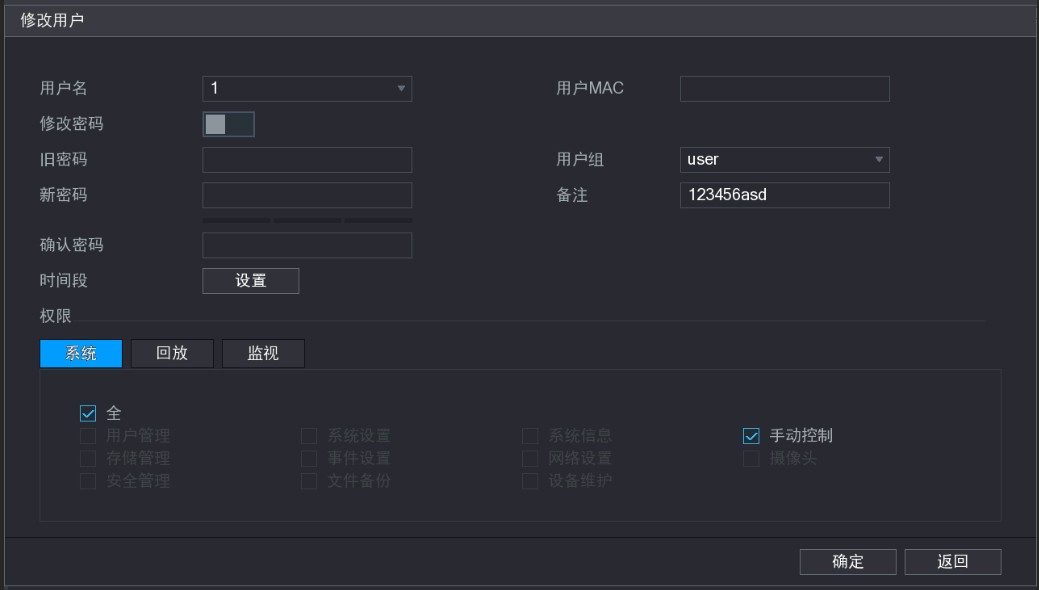 修改用户
用户名 1 用户MAC
修改密码
旧密码 用户组 user
新密码 备注 123456asd
确认密码
时间段 设置
权限
系统 回放 监视
全
用户管理 系统设置 系统信息 手动控制
存储管理 事件设置 网络设置 摄像头
安全管理 文件备份 设备维护
确定 返回